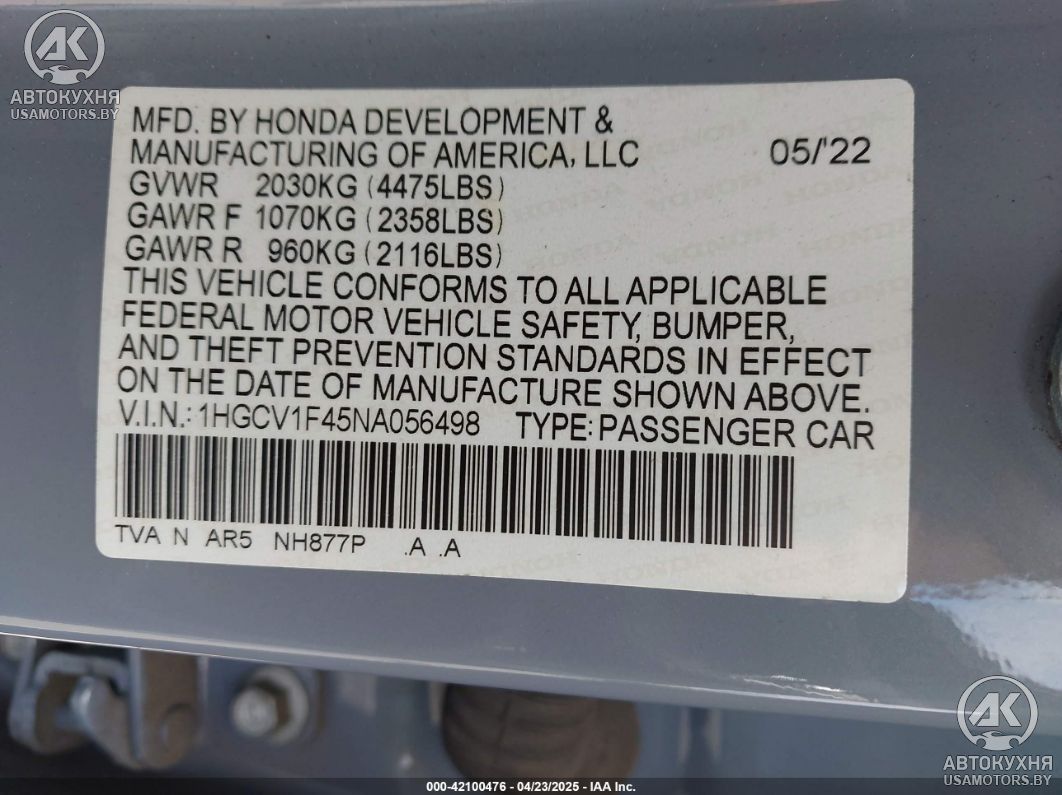 AK
АВТОКУХНЯ
USAMOTORS.BY
MFD. BY HONDA DEVELOPMENT &
MANUFACTURING OF AMERICA, LLC 05/'22
GVWR 2030KG (4475LBS)
GAWR F 1070KG (2358LBS)
GAWR R 960KG (2116LBS)
THIS VEHICLE CONFORMS TO ALL APPLICABLE
FEDERAL MOTOR VEHICLE SAFETY, BUMPER,
AND THEFT PREVENTION STANDARDS IN EFFECT
ON THE DATE OF MANUFACTURE SHOWN ABOVE.
V.I.N.: 1HGCV1F45NA056498 TYPE: PASSENGER CAR
TVA N AR5 NH877P .A .A
AK
АВТОКУХНЯ
USAMOTORS.BY
000-42100476 - 04/23/2025 - IAA Inc.